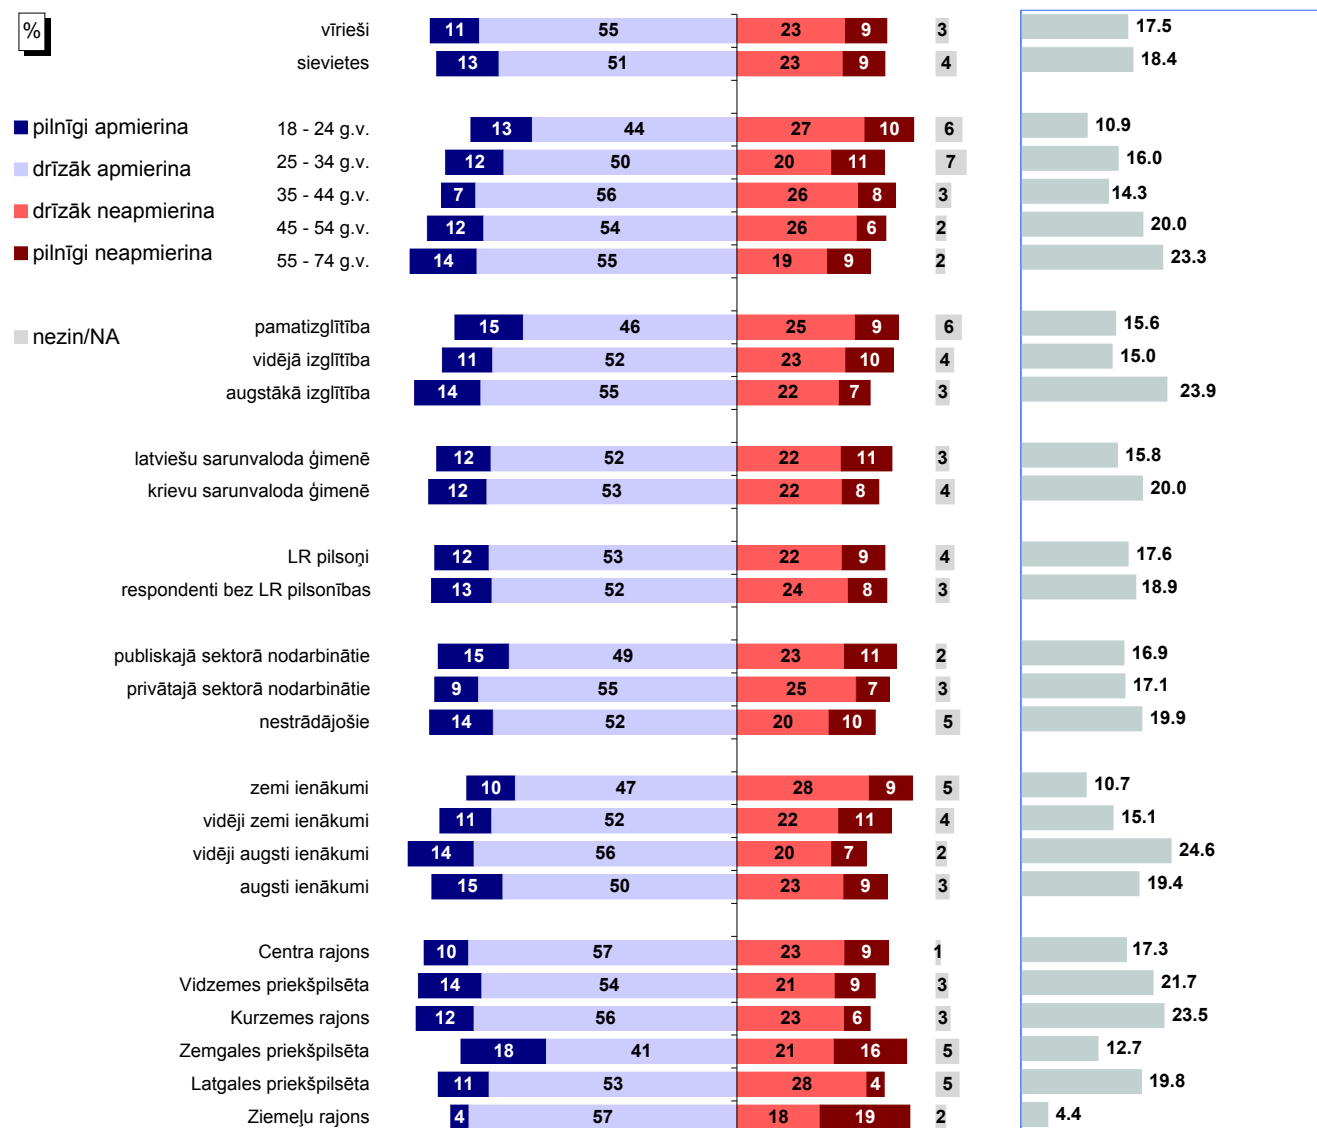 %
vīrieši 11 55 23 9 3 17.5
sievietes 13 51 23 9 4 18.4
pilnīgi apmierina
drīzāk apmierina
drīzāk neapmierina
pilnīgi neapmierina
nezin/NA
18 - 24 g.v. 13 44 27 10 6 10.9
25 - 34 g.v. 12 50 20 11 7 16.0
35 - 44 g.v. 7 56 26 8 3 14.3
45 - 54 g.v. 12 54 26 6 2 20.0
55 - 74 g.v. 14 55 19 9 2 23.3
pamatizglītība 15 46 25 9 6 15.6
vidējā izglītība 11 52 23 10 4 15.0
augstākā izglītība 14 55 22 7 3 23.9
latviešu sarunvaloda ģimenē 12 52 22 11 3 15.8
krievu sarunvaloda ģimenē 12 53 22 8 4 20.0
LR pilsoņi 12 53 22 9 4 17.6
respondenti bez LR pilsonības 13 52 24 8 3 18.9
publiskajā sektorā nodarbinātie 15 49 23 11 2 16.9
privātajā sektorā nodarbinātie 9 55 25 7 3 17.1
nestrādājošie 14 52 20 10 5 19.9
zemi ienākumi 10 47 28 9 5 10.7
vidēji zemi ienākumi 11 52 22 11 4 15.1
vidēji augsti ienākumi 14 56 20 7 2 24.6
augsti ienākumi 15 50 23 9 3 19.4
Centra rajons 10 57 23 9 1 17.3
Vidzemes priekšpilsēta 14 54 21 9 3 21.7
Kurzemes rajons 12 56 23 6 3 23.5
Zemgales priekšpilsēta 18 41 21 16 5 12.7
Latgales priekšpilsēta 11 53 28 4 5 19.8
Ziemeļu rajons 4 57 18 19 2 4.4